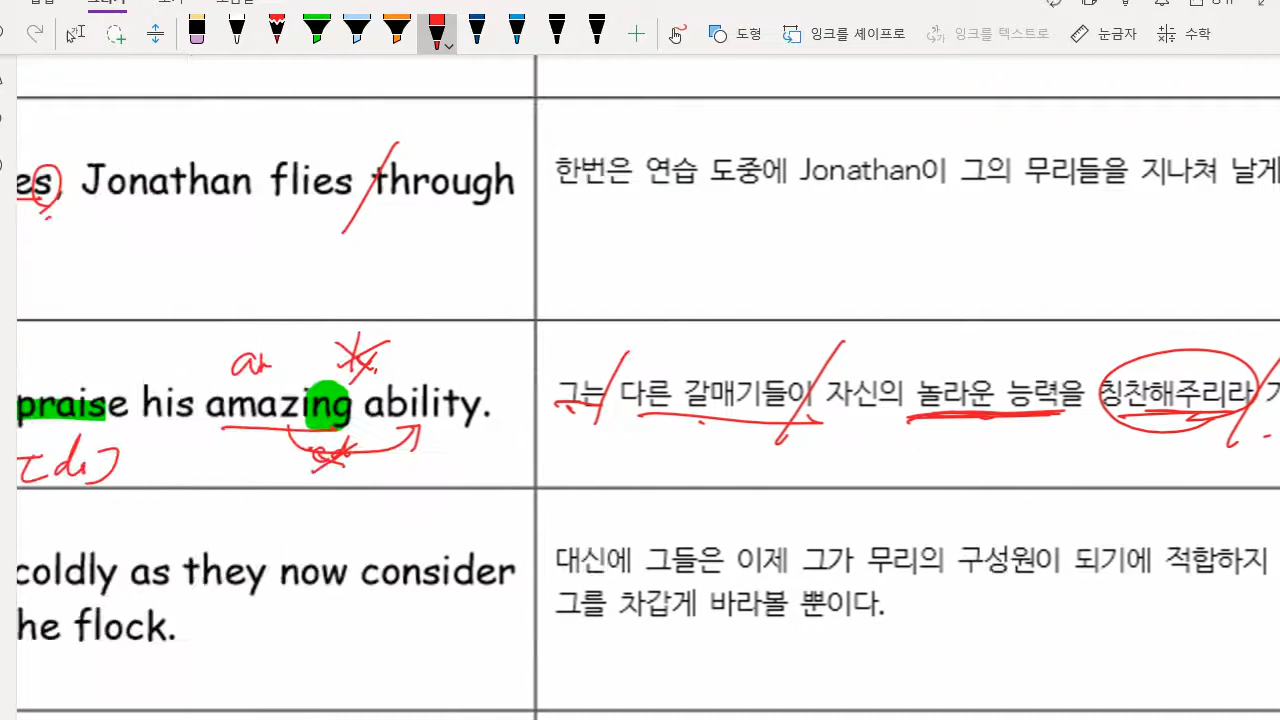 도형 잉크를 셰이프로 잉크를 텍스트로 눈금자 수학
es, Jonathan flies through
한번은 연습 도중에 Jonathan이 그의 무리들을 지나쳐 날게
praise his amazing ability.
그는 다른 갈매기들이 자신의 놀라운 능력을 칭찬해주리라
coldly as they now consider
he flock.
대신에 그들은 이제 그가 무리의 구성원이 되기에 적합하지
그를 차갑게 바라볼 뿐이다.